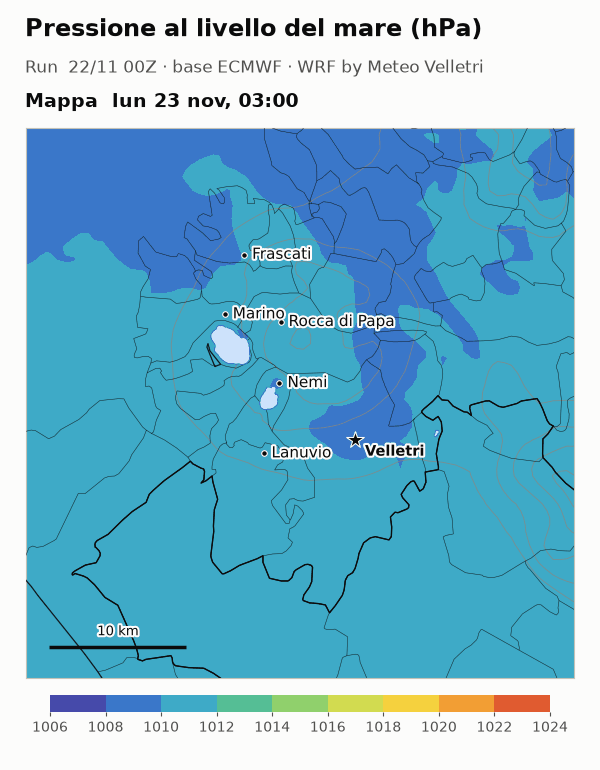 Pressione al livello del mare (hPa)
Run  22/11 00Z · base ECMWF · WRF by Meteo Velletri
Mappa  lun 23 nov, 03:00
Frascati
Marino
Rocca di Papa
Nemi
Velletri
Lanuvio
10 km
1006 1008 1010 1012 1014 1016 1018 1020 1022 1024